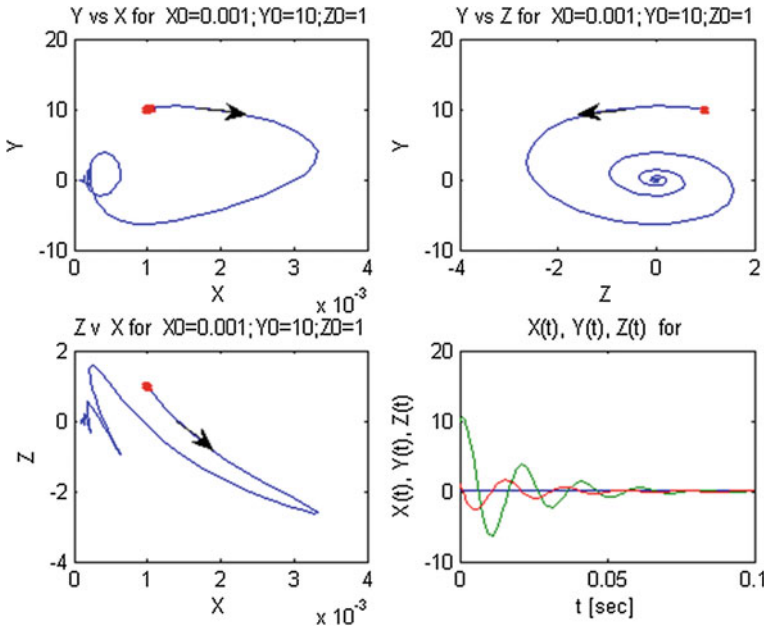 Y vs X for X0=0.001;Y0=10;Z0=1
20
10
0
-10
Y
0
1
2
3
4
X
x 10⁻³
Y vs Z for X0=0.001;Y0=10;Z0=1
20
10
0
-10
Y
-4
-2
0
2
Z
Z v X for X0=0.001;Y0=10;Z0=1
2
0
-2
-4
Z
0
1
2
3
4
X
x 10⁻³
X(t), Y(t), Z(t) for
20
10
0
-10
X(t), Y(t), Z(t)
0
0.05
0.1
t [sec]